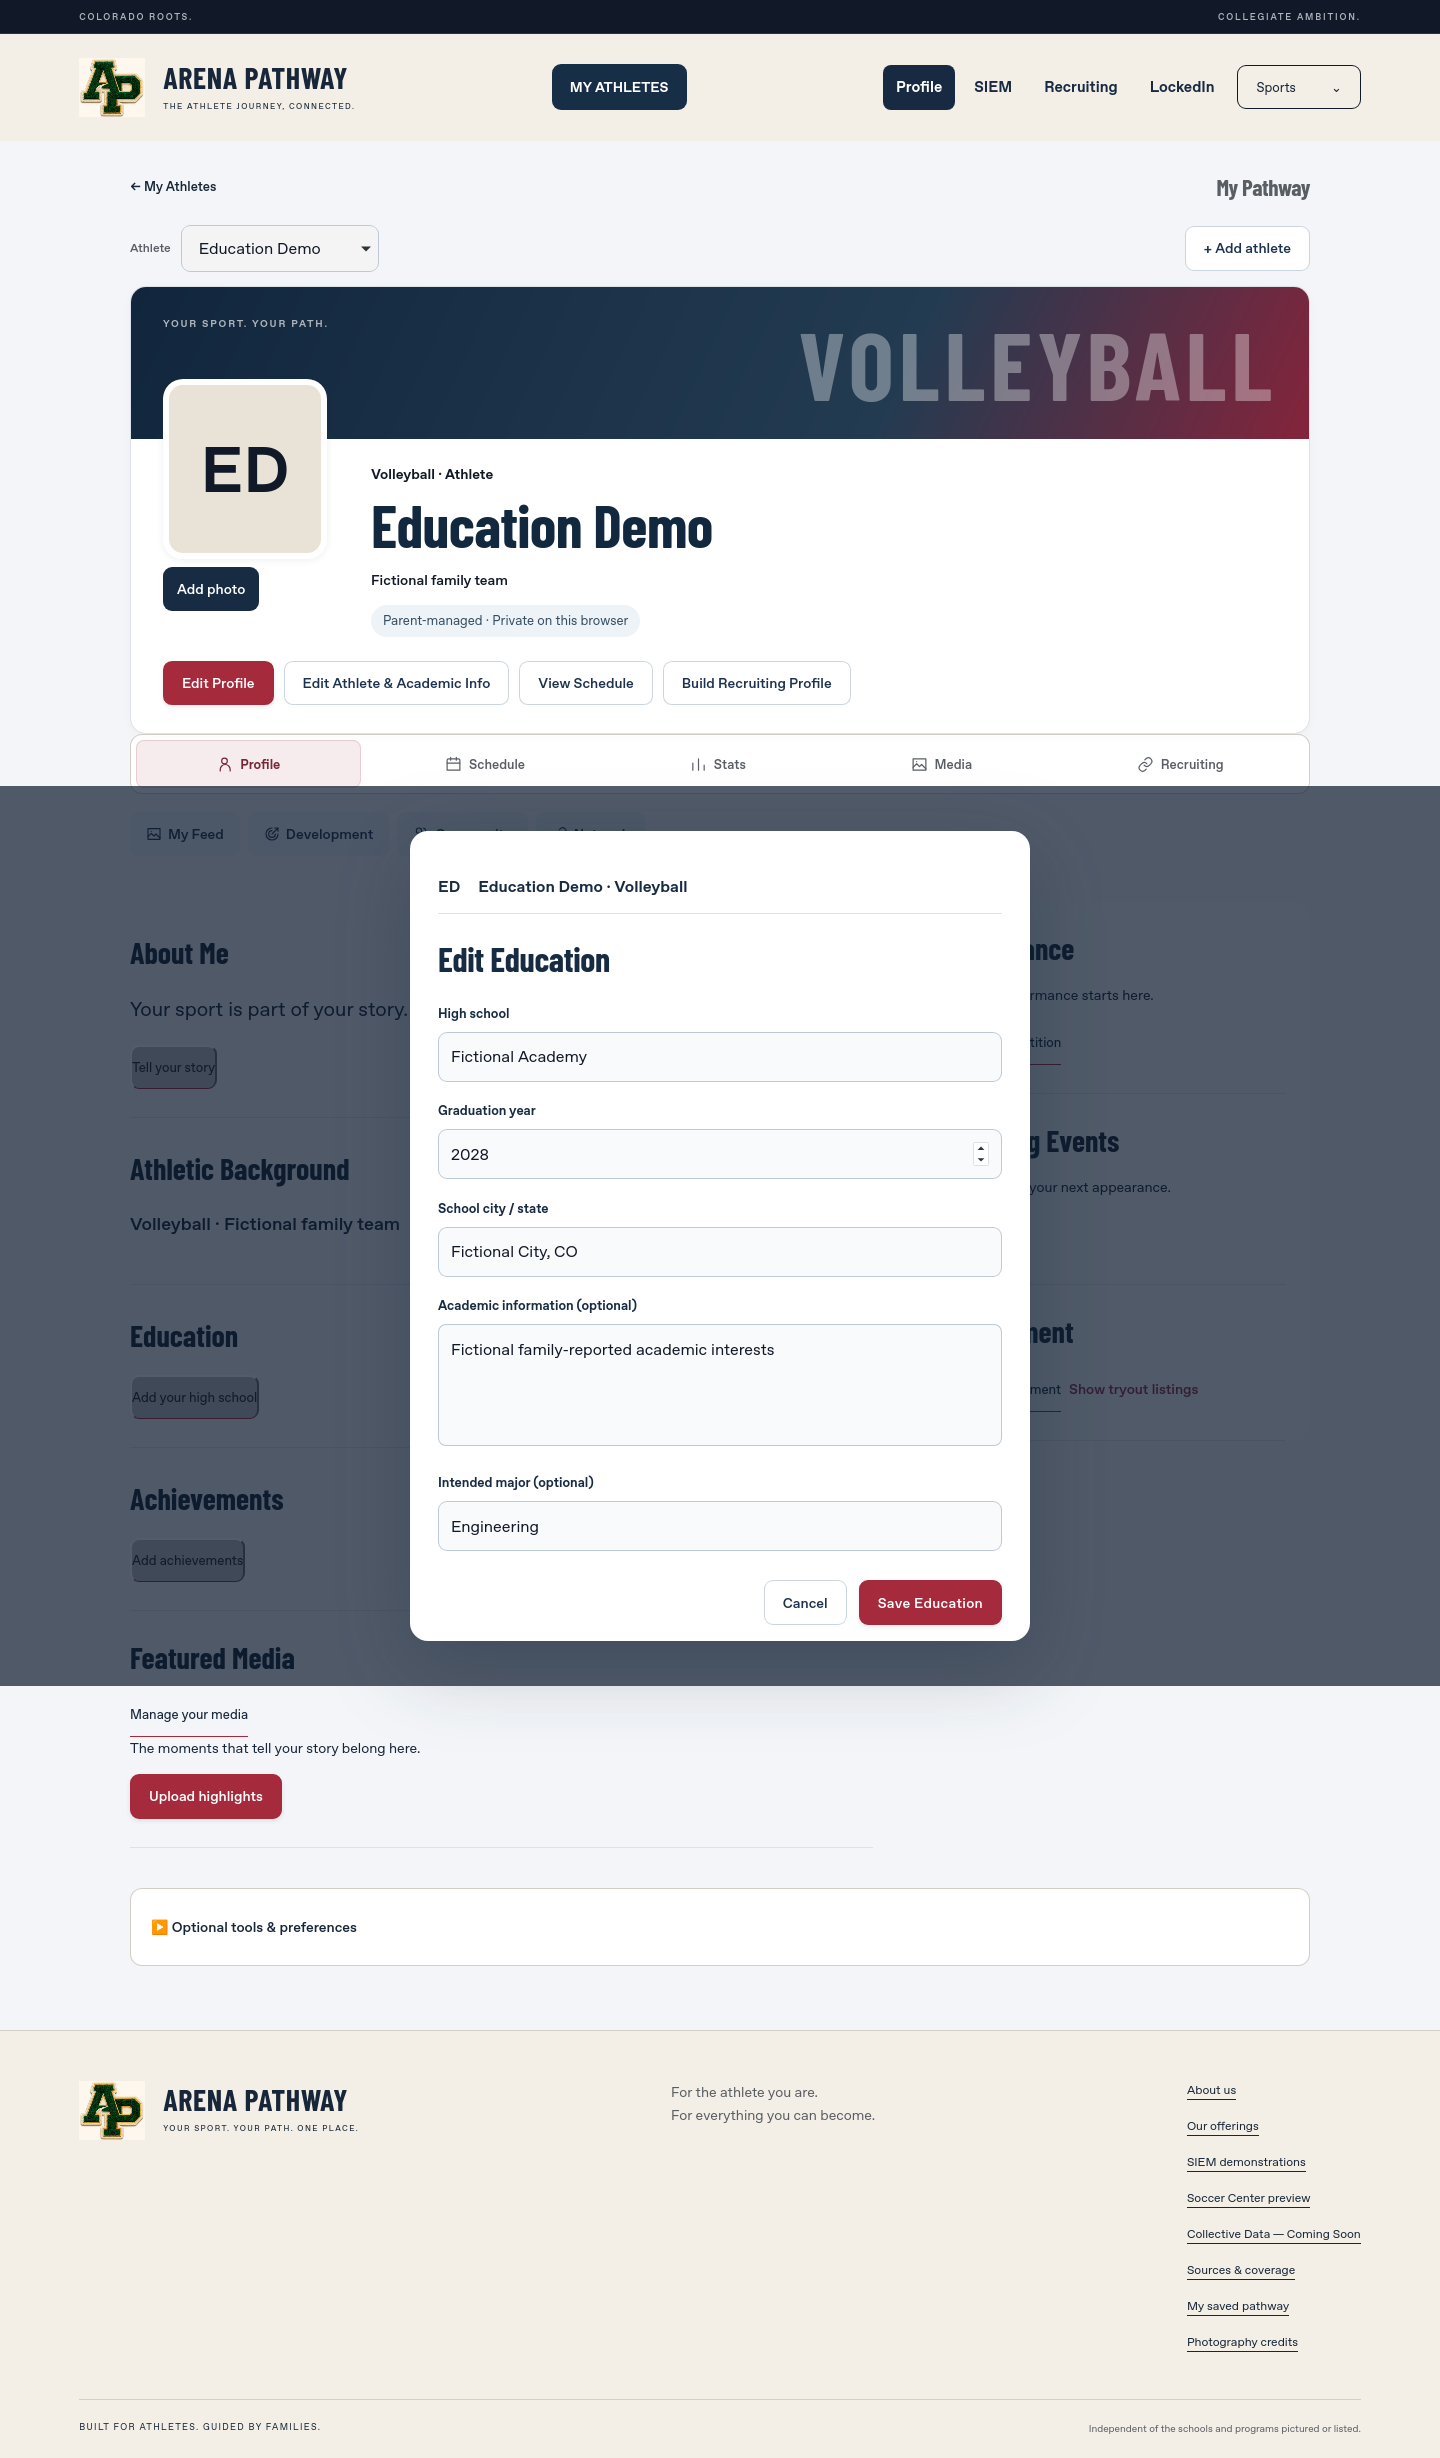 COLORADO ROOTS.
COLLEGIATE AMBITION.
AP
ARENA PATHWAY
THE ATHLETE JOURNEY, CONNECTED.
MY ATHLETES
Profile
SIEM
Recruiting
LockedIn
Sports
← My Athletes
My Pathway
Athlete
Education Demo
+ Add athlete
YOUR SPORT. YOUR PATH.
VOLLEYBALL
ED
Volleyball · Athlete
Education Demo
Fictional family team
Parent-managed · Private on this browser
Add photo
Edit Profile
Edit Athlete & Academic Info
View Schedule
Build Recruiting Profile
Profile
Schedule
Stats
Media
Recruiting
My Feed
Development
ED
Education Demo · Volleyball
Edit Education
High school
Fictional Academy
Graduation year
2028
School city / state
Fictional City, CO
Academic information (optional)
Fictional family-reported academic interests
Intended major (optional)
Engineering
Cancel
Save Education
About Me
Your sport is part of your story.
Tell your story
Athletic Background
Volleyball · Fictional family team
Education
Add your high school
Achievements
Add achievements
Featured Media
starts here.
Events
your next appearance.
Show tryout listings
Manage your media
The moments that tell your story belong here.
Upload highlights
Optional tools & preferences
AP
ARENA PATHWAY
YOUR SPORT. YOUR PATH. ONE PLACE.
For the athlete you are.
For everything you can become.
About us
Our offerings
SIEM demonstrations
Soccer Center preview
Collective Data — Coming Soon
Sources & coverage
My saved pathway
Photography credits
BUILT FOR ATHLETES. GUIDED BY FAMILIES.
Independent of the schools and programs pictured or listed.